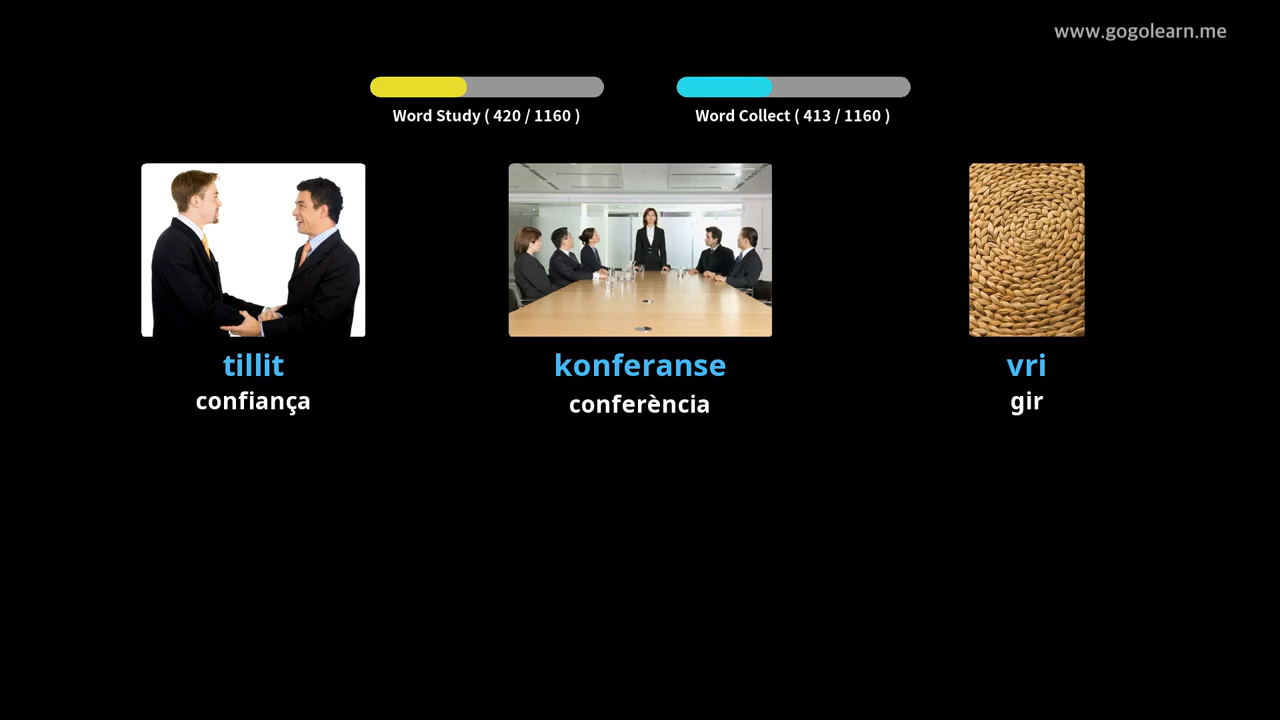 www.gogolearn.me
Word Study ( 420 / 1160 )
Word Collect ( 413 / 1160 )
tillit
confiança
konferanse
conferència
vri
gir